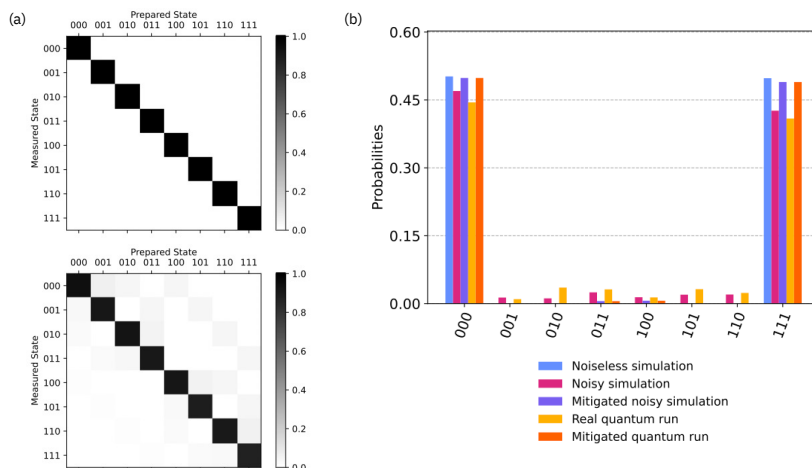 (a)
Prepared State
000 001 010 011 100 101 110 111
Measured State
000
001
010
011
100
101
110
111
1.0
0.8
0.6
0.4
0.2
0.0
Prepared State
000 001 010 011 100 101 110 111
Measured State
000
001
010
011
100
101
110
111
1.0
0.8
0.6
0.4
0.2
0.0
(b)
Probabilities
0.60
0.45
0.30
0.15
0.00
000 001 010 011 100 101 110 111
Noiseless simulation
Noisy simulation
Mitigated noisy simulation
Real quantum run
Mitigated quantum run